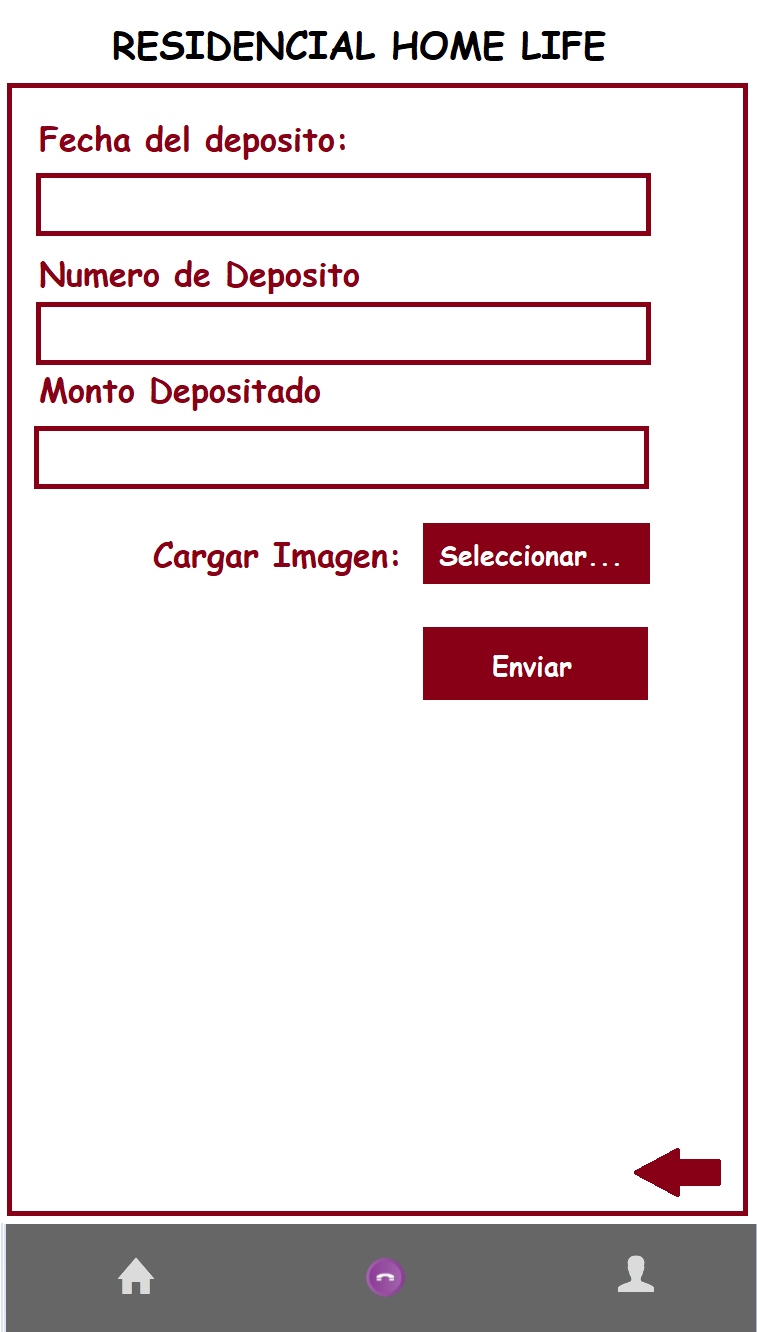 RESIDENCIAL HOME LIFE
Fecha del deposito:
Numero de Deposito
Monto Depositado
Cargar Imagen:
Seleccionar...
Enviar